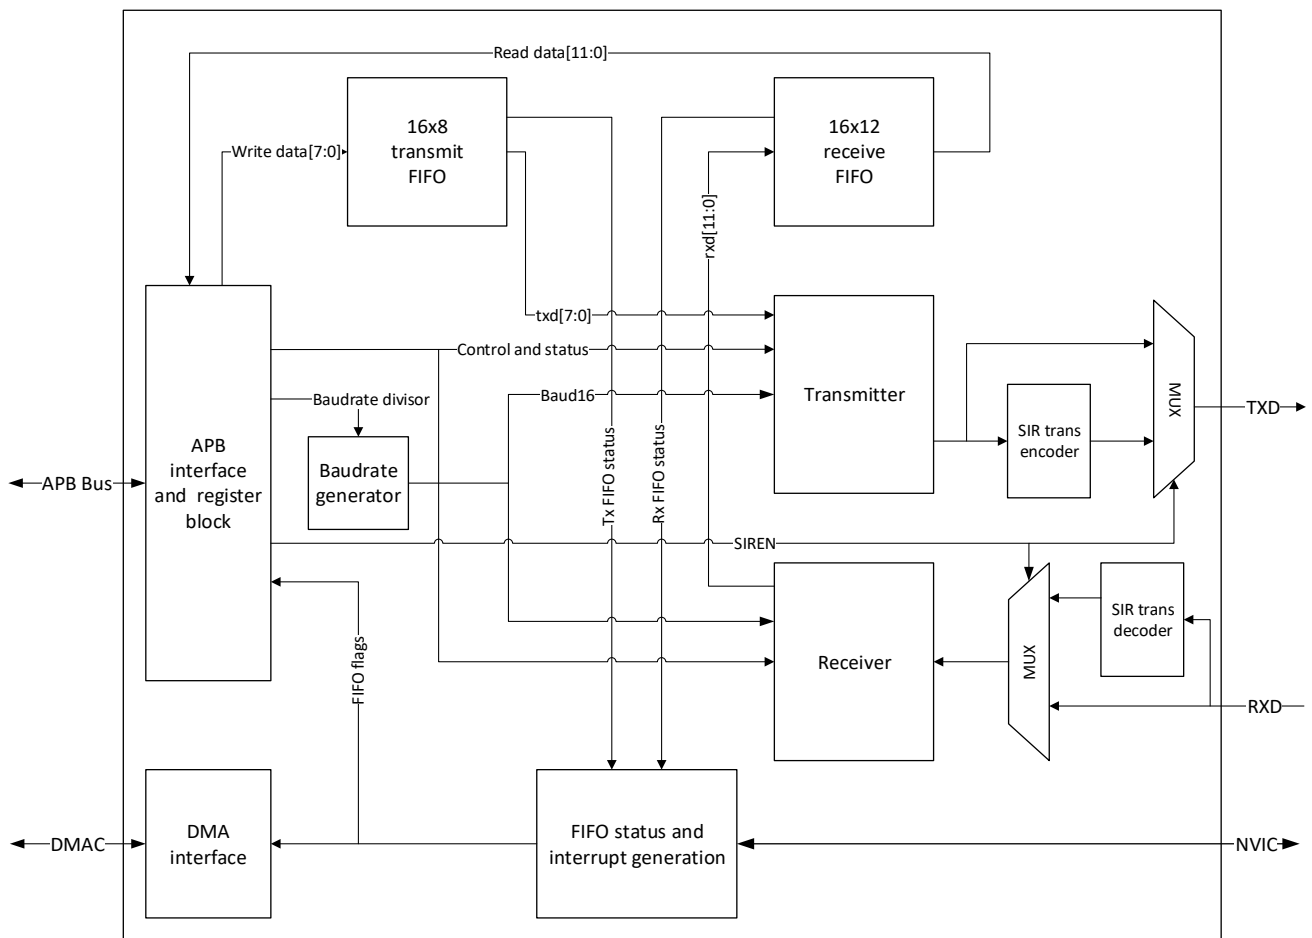 Read data[11:0]
16x8
transmit
FIFO
16x12
receive
FIFO
Write data[7:0]
rxd[11:0]
txd[7:0]
Control and status
Baudrate divisor
Baud16
Transmitter
MUX
TXD
SIR trans
encoder
APB
interface
and register
block
Baudrate
generator
APB Bus
Tx FIFO status
Rx FIFO status
SIREN
SIR trans
decoder
FIFO flags
Receiver
MUX
RXD
DMAC
DMA
interface
FIFO status and
interrupt generation
NVIC